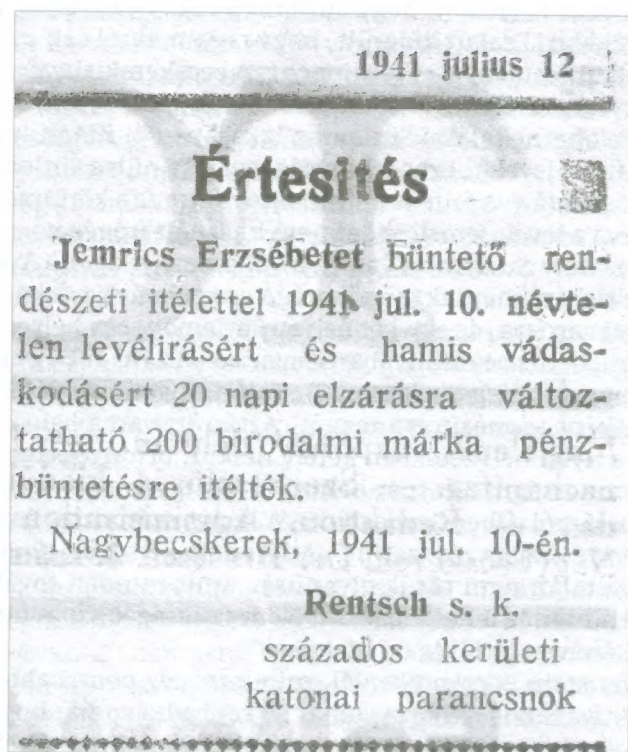 1941 julius 12
Értesités
Jemrics Erzsébetet büntető ren-
dészeti itélettel 1941 jul. 10. névte-
len levélirásért és hamis vádas-
kodásért 20 napi elzárásra változ-
tatható 200 birodalmi márka pénz-
büntetésre itélték.
Nagybecskerek, 1941 jul. 10-én.
Rentsch s. k.
százados kerületi
katonai parancsnok